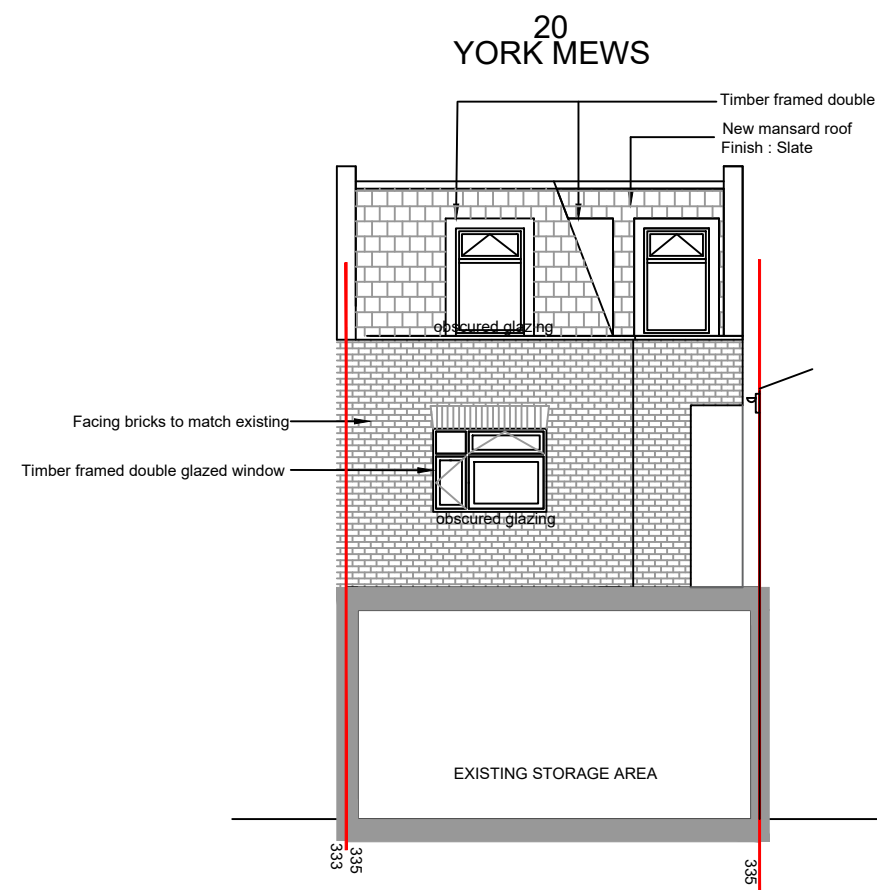 20
YORK MEWS
Timber framed double
New mansard roof
Finish : Slate
obscured glazing
Facing bricks to match existing
Timber framed double glazed window
obscured glazing
EXISTING STORAGE AREA
333
335
335